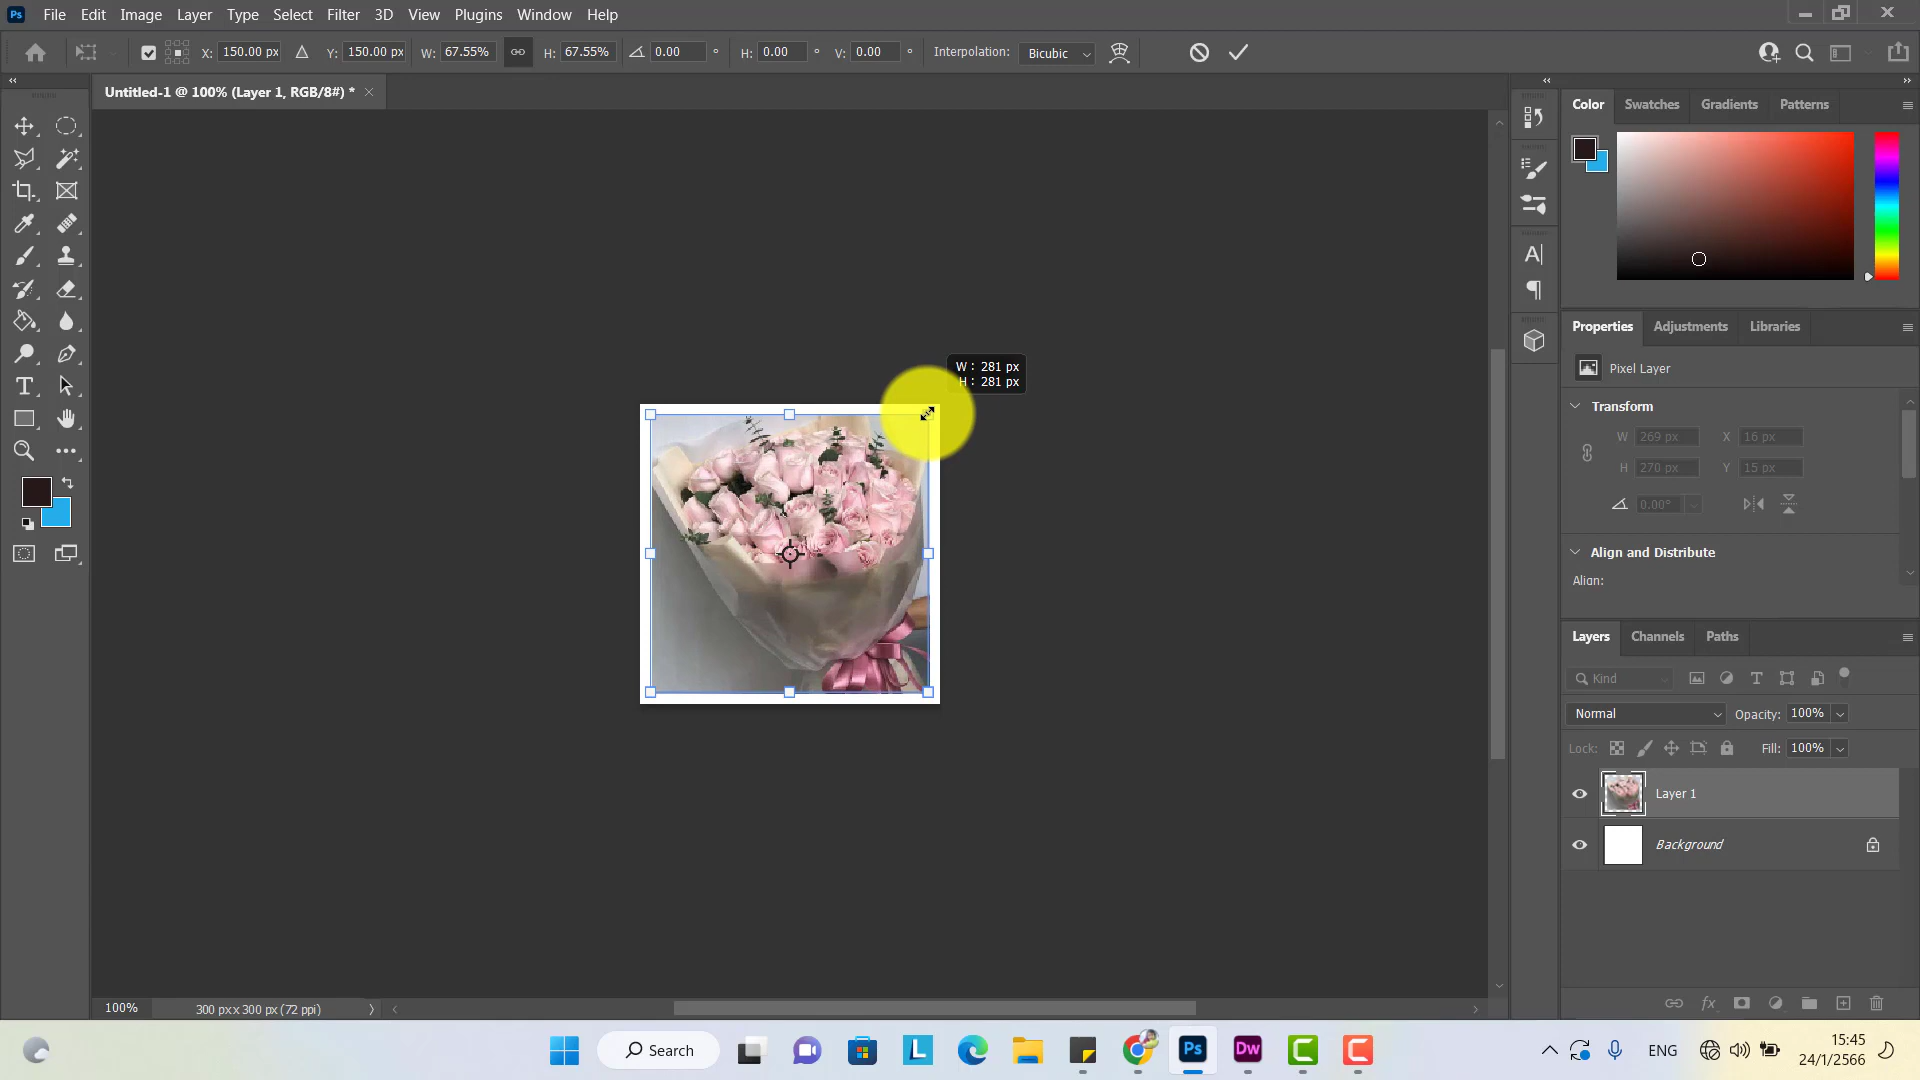 Ps File Edit Image Layer Type Select Filter 3D View Plugins Window Help
X: 150.00 px Y: 150.00 px W: 67.55% H: 67.55% 0.00 ° H: 0.00 ° V: 0.00 ° Interpolation: Bicubic
Untitled-1 @ 100% (Layer 1, RGB/8#) *
Color Swatches Gradients Patterns
Properties Adjustments Libraries
Pixel Layer
W : 281 px
H : 281 px
Transform
W 269 px X 16 px
H 270 px Y 15 px
0.00°
Align and Distribute
Align:
Layers Channels Paths
Kind
Normal Opacity: 100%
Lock: Fill: 100%
Layer 1
Background
100% 300 px x 300 px (72 ppi)
Search Ps Dw ENG 15:45
24/1/2566